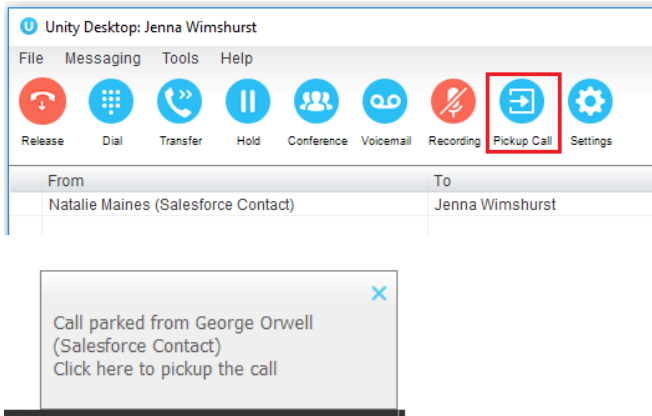 U Unity Desktop: Jenna Wimshurst
File Messaging Tools Help
Release Dial Transfer Hold Conference Voicemail Recording Pickup Call Settings
From To
Natalie Maines (Salesforce Contact) Jenna Wimshurst
Call parked from George Orwell
(Salesforce Contact)
Click here to pickup the call